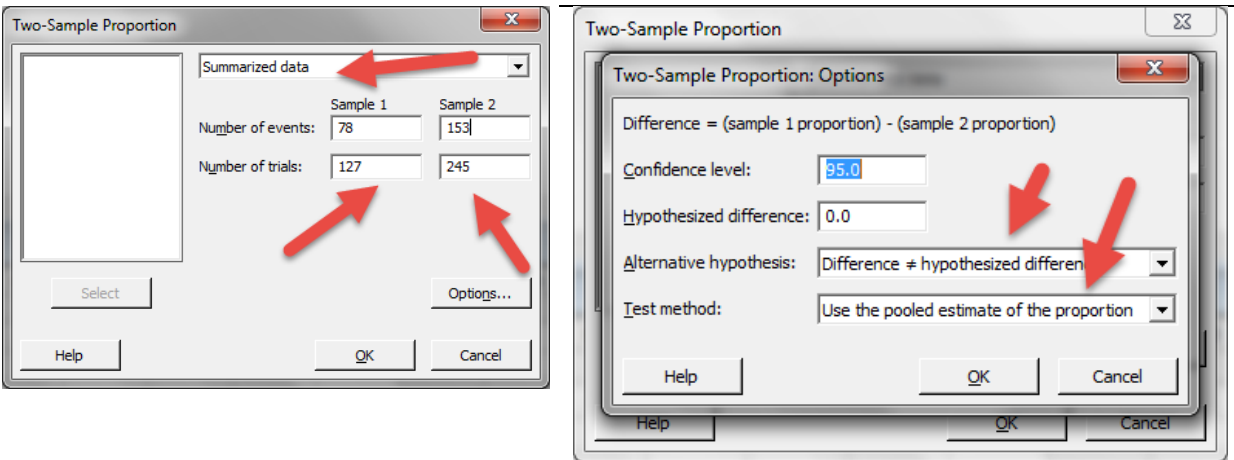 Two-Sample Proportion
Summarized data
Sample 1 Sample 2
Number of events: 78 153
Number of trials: 127 245
Select
Options...
Help OK Cancel
Two-Sample Proportion
Two-Sample Proportion: Options
Difference = (sample 1 proportion) - (sample 2 proportion)
Confidence level: 95.0
Hypothesized difference: 0.0
Alternative hypothesis: Difference ≠ hypothesized differen
Test method: Use the pooled estimate of the proportion
Help OK Cancel
Help OK Cancel